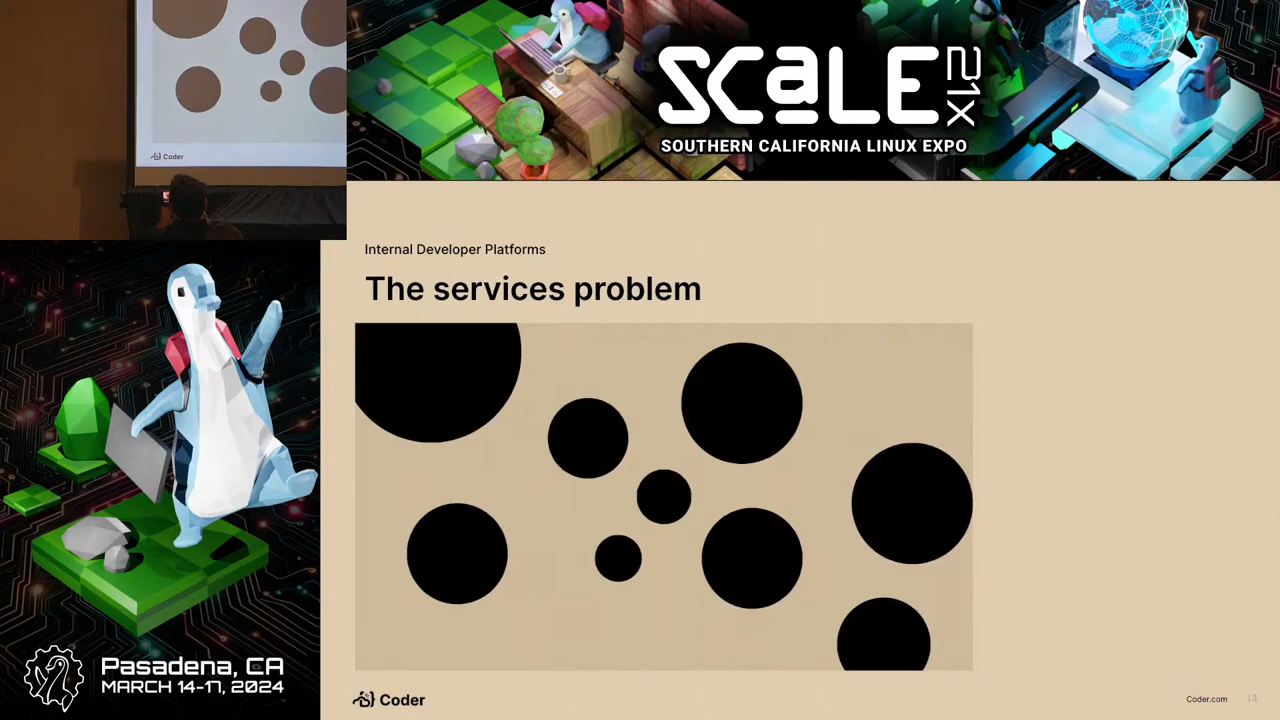 Coder
SCaLE 21x
SOUTHERN CALIFORNIA LINUX EXPO
Internal Developer Platforms
The services problem
Pasadena, CA
MARCH 14-17, 2024
Coder
Coder.com